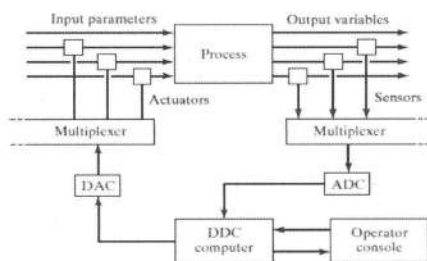 Input parameters
Output variables
Process
Actuators
Sensors
Multiplexer
Multiplexer
DAC
ADC
DDC
computer
Operator
console